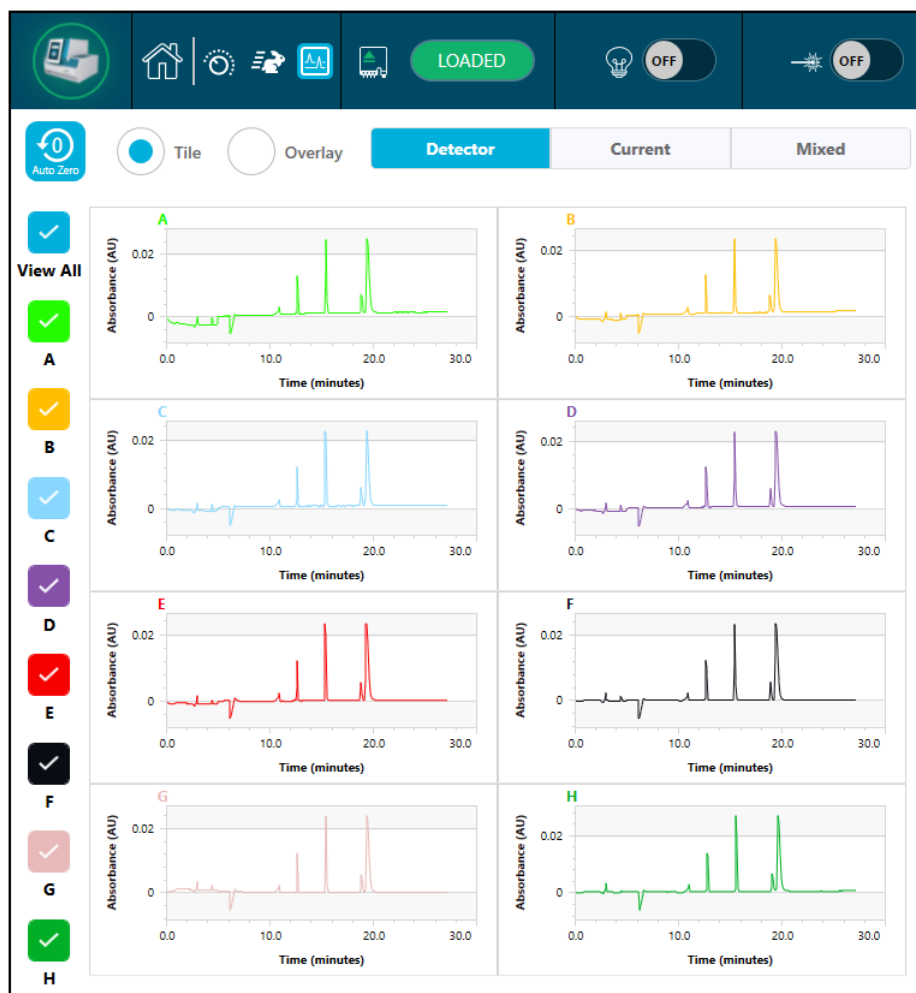 LOADED
OFF
OFF
0
Auto Zero
Tile
Overlay
Detector
Current
Mixed
View All
A
B
C
D
E
F
G
H
A
Absorbance (AU)
0.02
0
0.0 10.0 20.0 30.0
Time (minutes)
B
Absorbance (AU)
0.02
0
0.0 10.0 20.0 30.0
Time (minutes)
C
Absorbance (AU)
0.02
0
0.0 10.0 20.0 30.0
Time (minutes)
D
Absorbance (AU)
0.02
0
0.0 10.0 20.0 30.0
Time (minutes)
E
Absorbance (AU)
0.02
0
0.0 10.0 20.0 30.0
Time (minutes)
F
Absorbance (AU)
0.02
0
0.0 10.0 20.0 30.0
Time (minutes)
G
Absorbance (AU)
0.02
0
0.0 10.0 20.0 30.0
Time (minutes)
H
Absorbance (AU)
0.02
0
0.0 10.0 20.0 30.0
Time (minutes)